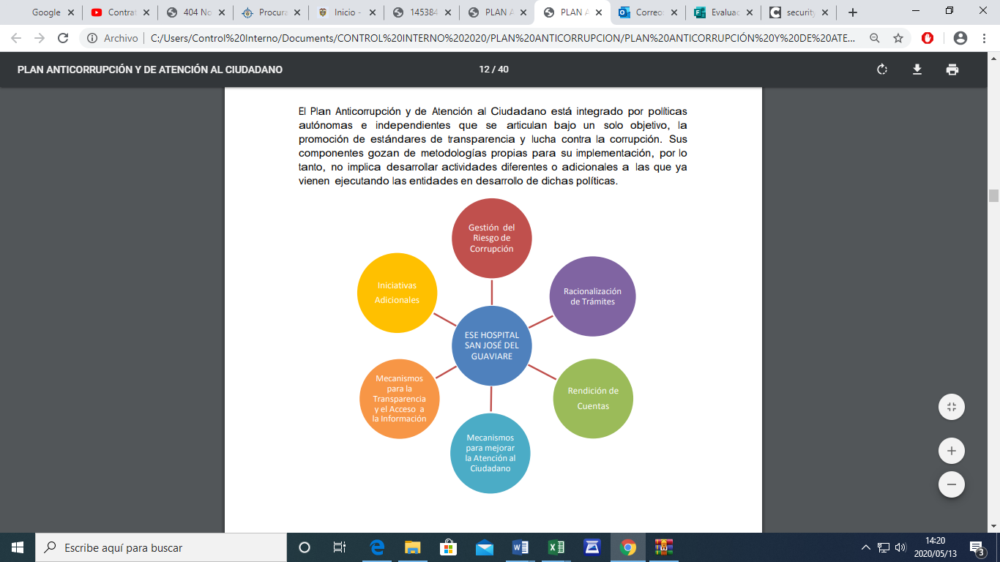 Google
Contrat
404 No
Procura
Inicio -
145384
PLAN A
PLAN A
Correo:
Evaluac
security
Archivo
C:/Users/Control%20Interno/Documents/CONTROL%20INTERNO%202020/PLAN%20ANTICORRUPCION/PLAN%20ANTICORRUPCIÓN%20Y%20DE%20ATE...
PLAN ANTICORRUPCIÓN Y DE ATENCIÓN AL CIUDADANO
12 / 40
El Plan Anticorrupción y de Atención al Ciudadano está integrado por políticas
autónomas e independientes que se articulan bajo un solo objetivo, la
promoción de estándares de transparencia y lucha contra la corrupción. Sus
componentes gozan de metodologías propias para su implementación, por lo
tanto, no implica desarrollar actividades diferentes o adicionales a las que ya
vienen ejecutando las entidades en desarrollo de dichas políticas.
Gestión del
Riesgo de
Corrupción
Iniciativas
Adicionales
Racionalización
de Trámites
ESE HOSPITAL
SAN JOSÉ DEL
GUAVIARE
Mecanismos
para la
Transparencia
y el Acceso a
la Información
Rendición de
Cuentas
Mecanismos
para mejorar
la Atención al
Ciudadano
Escribe aquí para buscar
14:20
2020/05/13
3